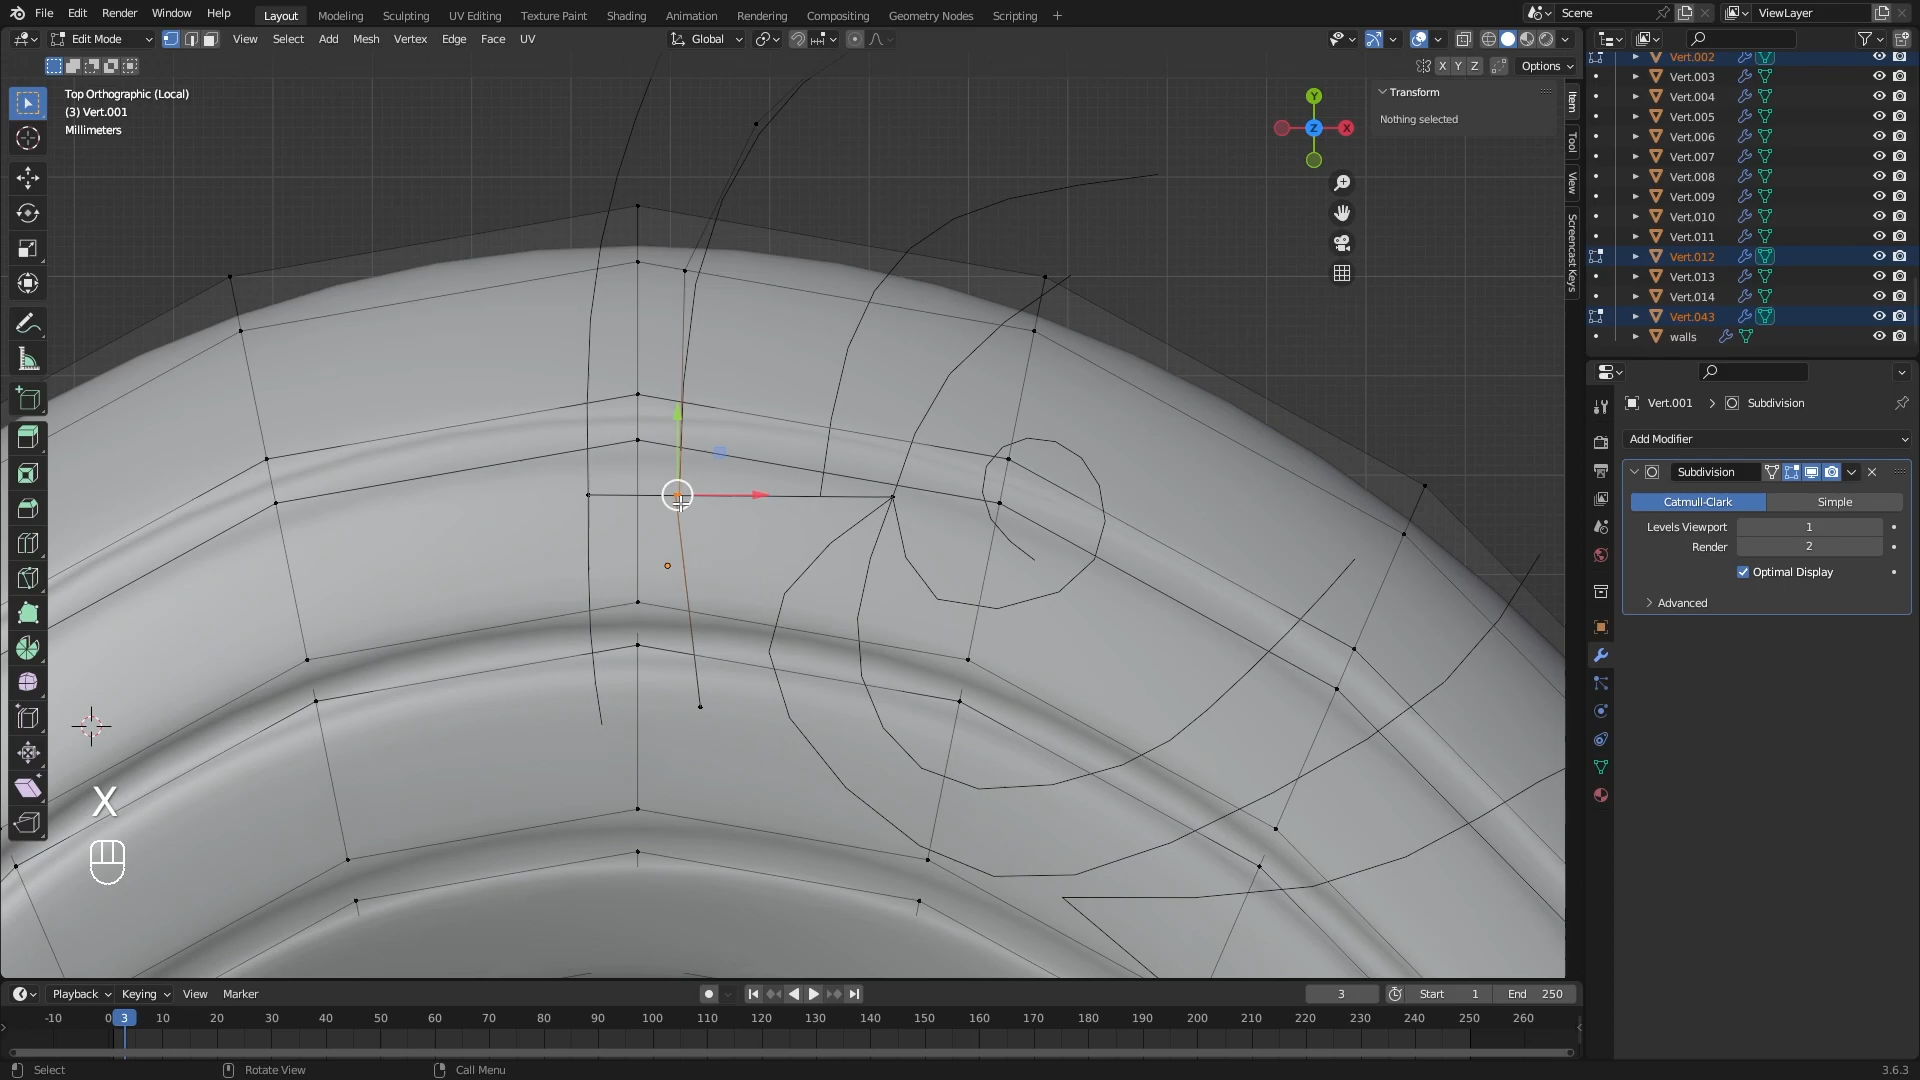 File Edit Render Window Help Layout Modeling Sculpting UV Editing Texture Paint Shading Animation Rendering Compositing Geometry Nodes Scripting + Scene ViewLayer
Edit Mode View Select Add Mesh Vertex Edge Face UV Global
X Y Z Options
Top Orthographic (Local)
(3) Vert.001
Millimeters
Y
X
Z
Transform
Nothing selected
Item
Tool
View
Screencast Keys
Vert.002
Vert.003
Vert.004
Vert.005
Vert.006
Vert.007
Vert.008
Vert.009
Vert.010
Vert.011
Vert.012
Vert.013
Vert.014
Vert.043
walls
Vert.001 > Subdivision
Add Modifier
Subdivision
Catmull-Clark Simple
Levels Viewport 1
Render 2
Optimal Display
Advanced
X
Playback Keying View Marker 3 Start 1 End 250
-10 0 3 10 20 30 40 50 60 70 80 90 100 110 120 130 140 150 160 170 180 190 200 210 220 230 240 250 260
Select Rotate View Call Menu 3.6.3